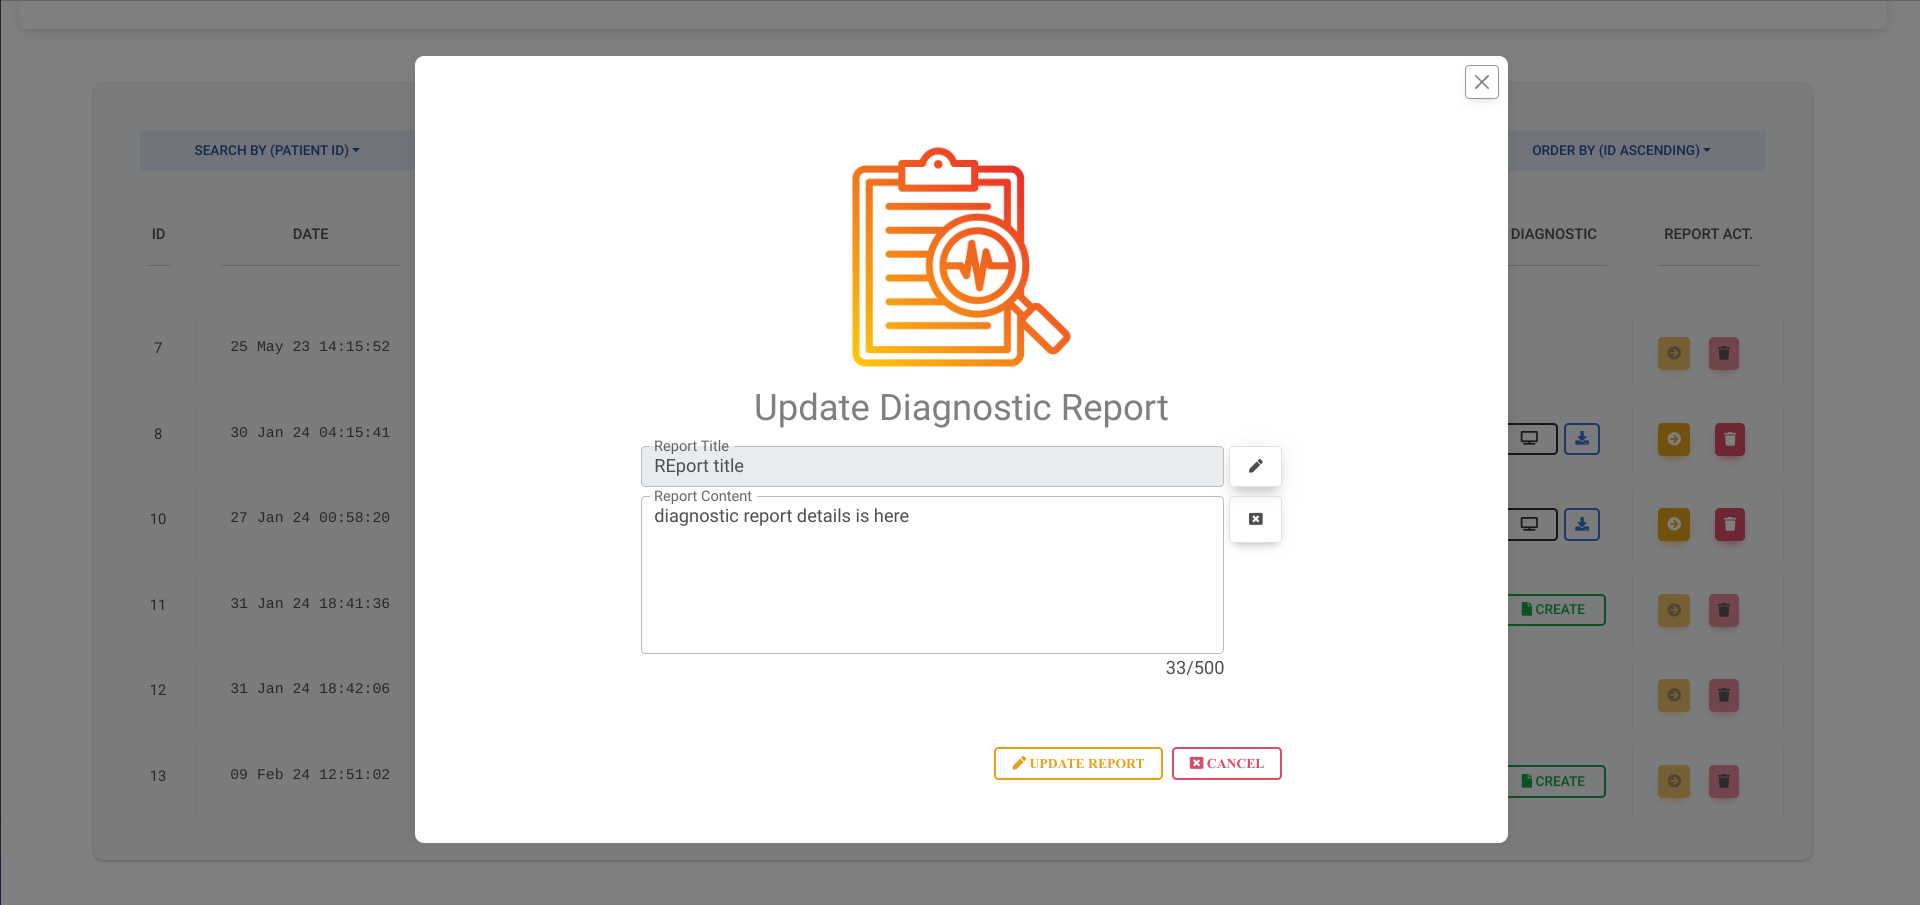 SEARCH BY (PATIENT ID)
ORDER BY (ID ASCENDING)
ID
DATE
DIAGNOSTIC
REPORT ACT.
7
25 May 23 14:15:52
8
30 Jan 24 04:15:41
10
27 Jan 24 00:58:20
11
31 Jan 24 18:41:36
CREATE
12
31 Jan 24 18:42:06
13
09 Feb 24 12:51:02
CREATE
Update Diagnostic Report
Report Title
REport title
Report Content
diagnostic report details is here
33/500
UPDATE REPORT
CANCEL